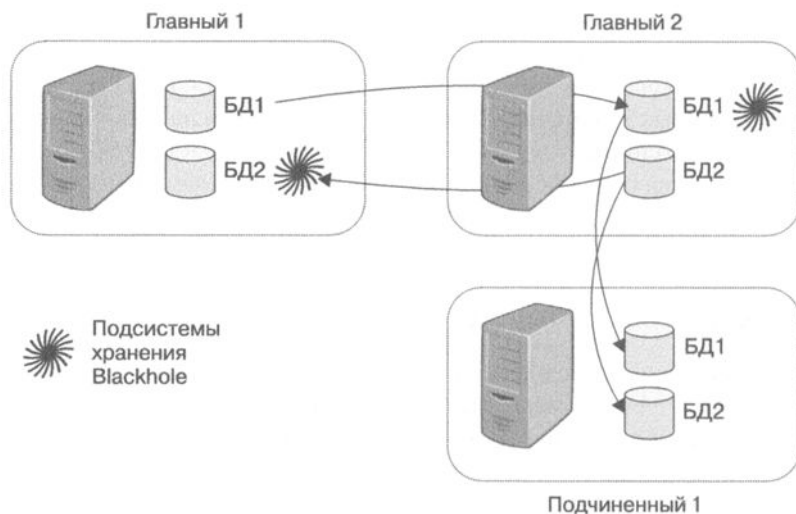 Главный 1
Главный 2
БД1
БД2
БД1
БД2
Подсистемы
хранения
Blackhole
БД1
БД2
Подчиненный 1